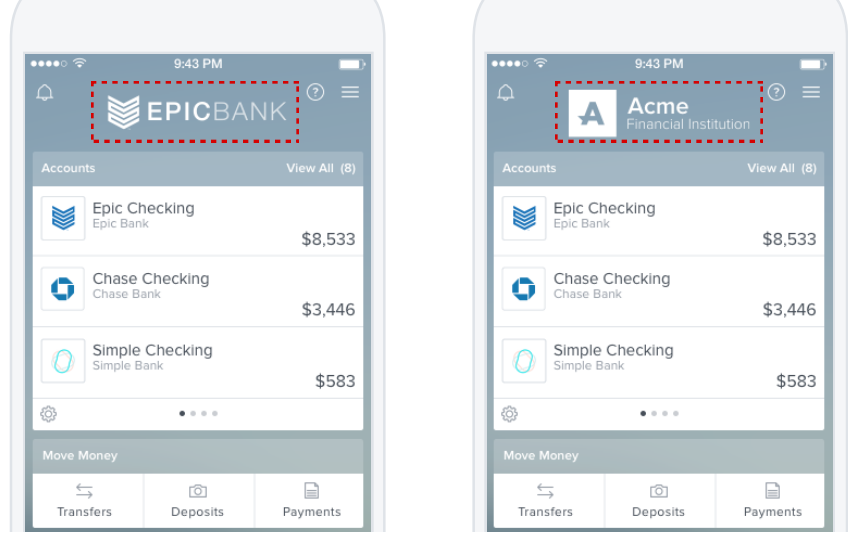 9:43 PM
EPICBANK
Accounts
View All (8)
Epic Checking
Epic Bank
$8,533
Chase Checking
Chase Bank
$3,446
Simple Checking
Simple Bank
$583
Move Money
Transfers
Deposits
Payments
9:43 PM
A
Acme
Financial Institution
Accounts
View All (8)
Epic Checking
Epic Bank
$8,533
Chase Checking
Chase Bank
$3,446
Simple Checking
Simple Bank
$583
Move Money
Transfers
Deposits
Payments